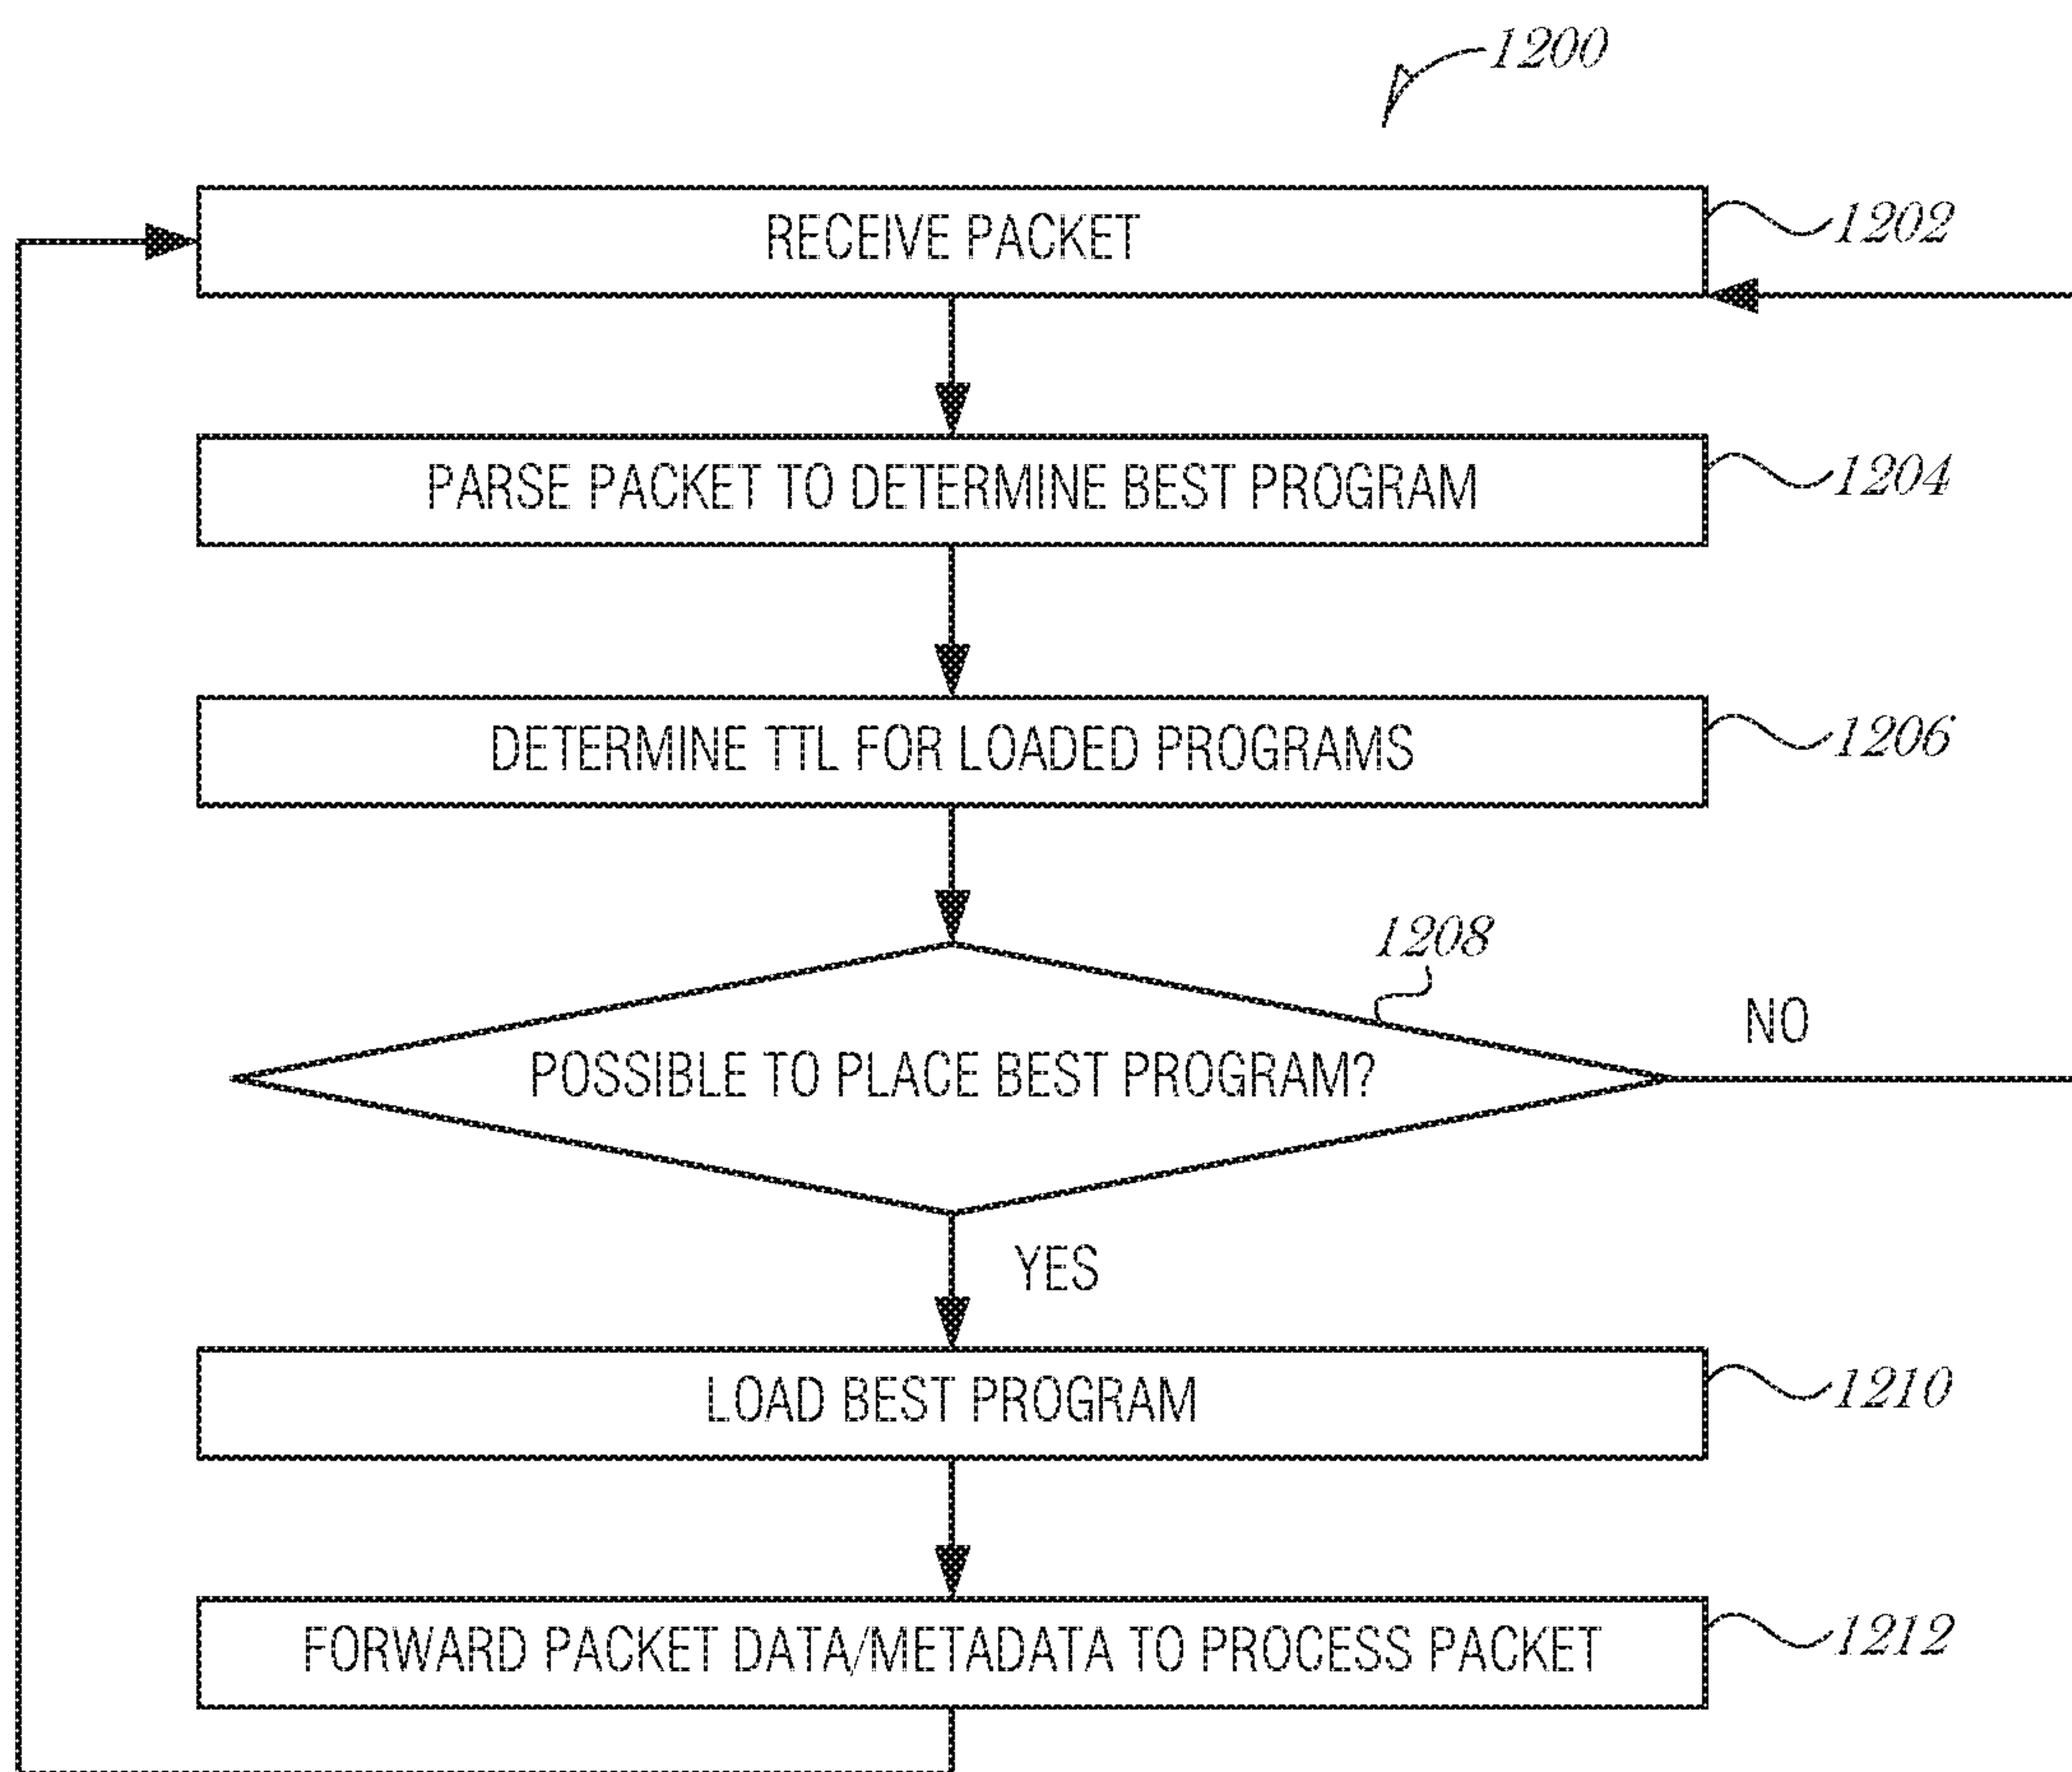 1200
RECEIVE PACKET
1202
PARSE PACKET TO DETERMINE BEST PROGRAM
1204
DETERMINE TTL FOR LOADED PROGRAMS
1206
1208
POSSIBLE TO PLACE BEST PROGRAM?
NO
YES
LOAD BEST PROGRAM
1210
FORWARD PACKET DATA/METADATA TO PROCESS PACKET
1212